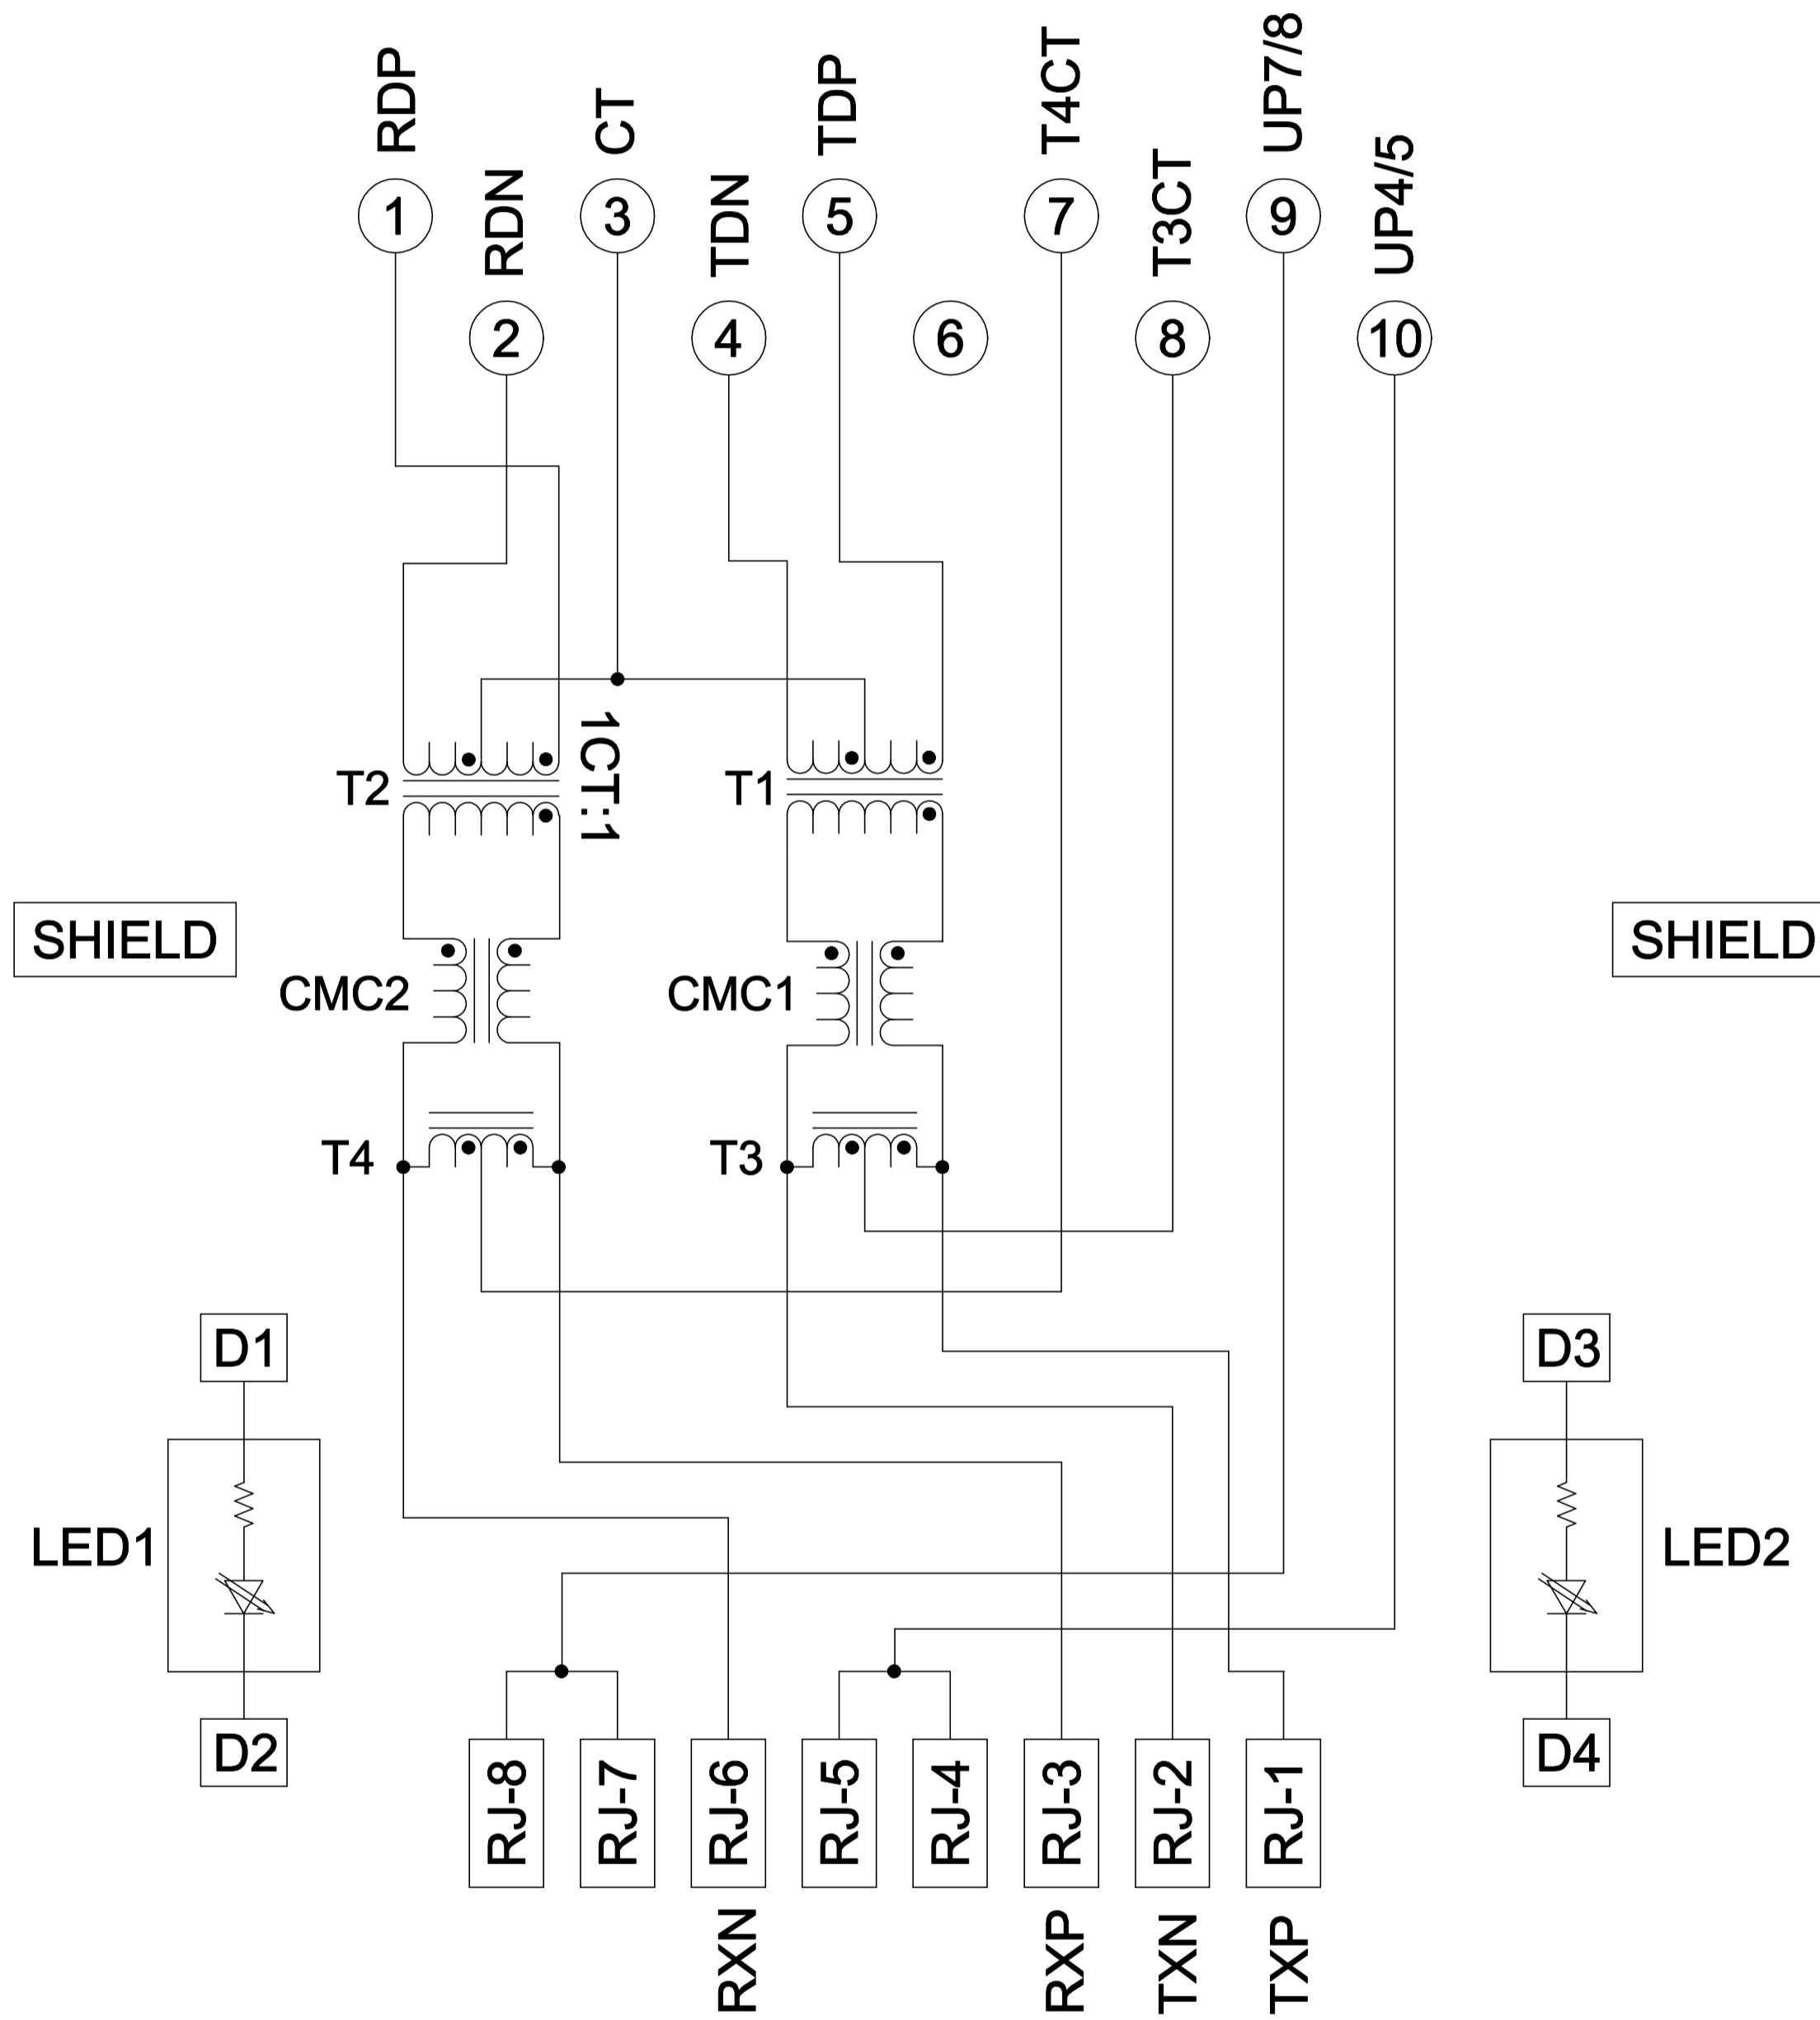 RDP
CT
TDP
T4CT
UP7/8
RDN
TDN
T3CT
UP4/5
1
3
5
7
9
2
4
6
8
10
1CT:1
T2
T1
SHIELD
SHIELD
CMC2
CMC1
T4
T3
D1
D3
LED1
LED2
D2
D4
RJ-8
RJ-7
RJ-6
RJ-5
RJ-4
RJ-3
RJ-2
RJ-1
RXN
RXP
TXN
TXP